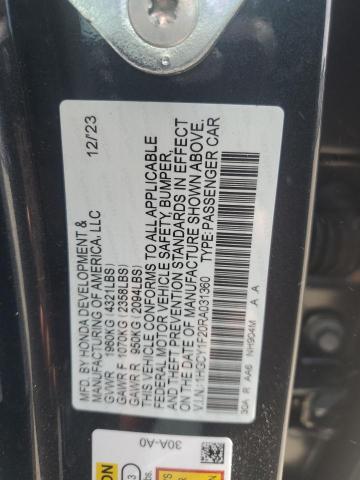 MFD BY HONDA DEVELOPMENT &
MANUFACTURING OF AMERICA, LLC 12/'23
GVWR 1960KG (4321LBS)
GAWR F 1070KG (2358LBS)
GAWR R 950KG (2094LBS)
THIS VEHICLE CONFORMS TO ALL APPLICABLE
FEDERAL MOTOR VEHICLE SAFETY, BUMPER,
AND THEFT PREVENTION STANDARDS IN EFFECT
ON THE DATE OF MANUFACTURE SHOWN ABOVE.
V.I.N.: 1HGCY1F20RA031360 TYPE: PASSENGER CAR
30A R AA6 NH904M A A
30A-A0